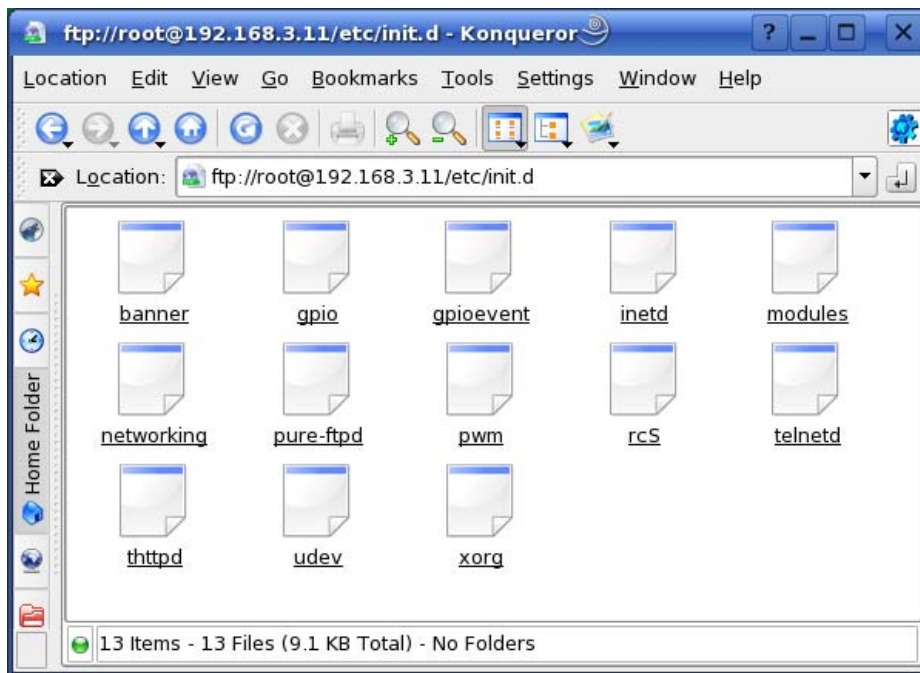 ftp://root@192.168.3.11/etc/init.d - Konqueror
Location Edit View Go Bookmarks Tools Settings Window Help
Location: ftp://root@192.168.3.11/etc/init.d
Home Folder
banner gpio gpioevent inetd modules
networking pure-ftpd pwm rcS telnetd
thttpd udev xorg
13 Items - 13 Files (9.1 KB Total) - No Folders